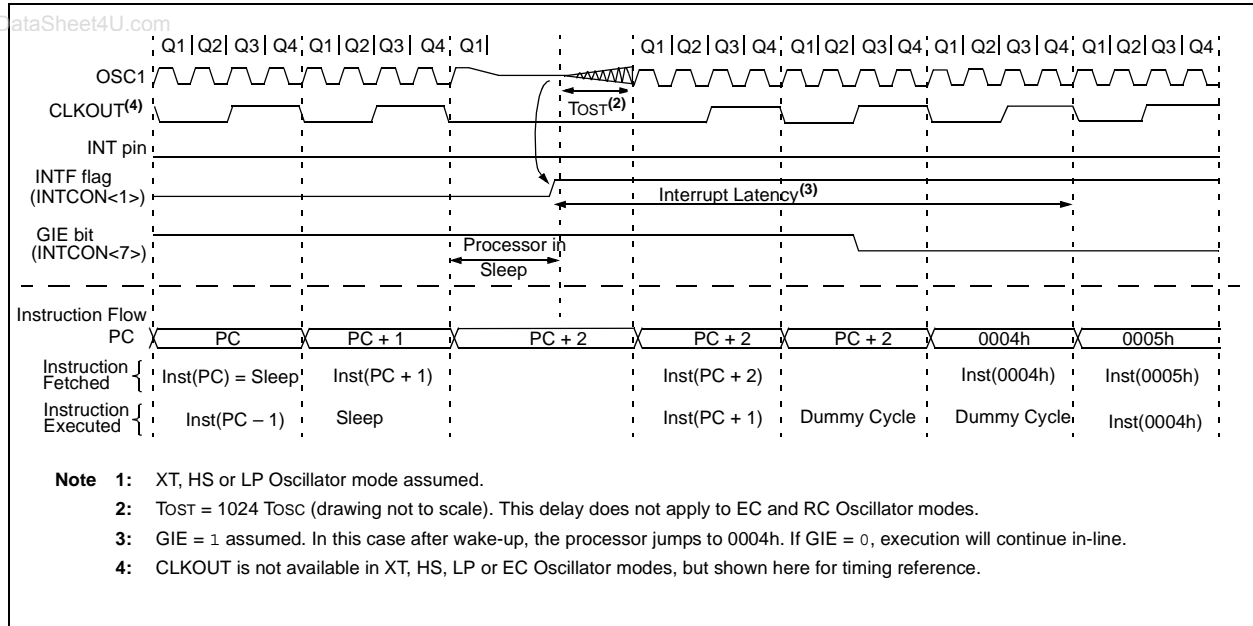 DataSheet4U.com
Q1 Q2 Q3 Q4 Q1 Q2 Q3 Q4 Q1 Q1 Q2 Q3 Q4 Q1 Q2 Q3 Q4 Q1 Q2 Q3 Q4 Q1 Q2 Q3 Q4
OSC1
TOST(2)
CLKOUT(4)
INT pin
INTF flag
(INTCON<1>)
Interrupt Latency(3)
GIE bit
(INTCON<7>)
Processor in
Sleep
Instruction Flow
PC PC PC + 1 PC + 2 PC + 2 PC + 2 0004h 0005h
Instruction
Fetched
Inst(PC) = Sleep Inst(PC + 1) Inst(PC + 2) Inst(0004h) Inst(0005h)
Instruction
Executed
Inst(PC – 1) Sleep Inst(PC + 1) Dummy Cycle Dummy Cycle Inst(0004h)
Note 1: XT, HS or LP Oscillator mode assumed.
2: TOST = 1024 TOSC (drawing not to scale). This delay does not apply to EC and RC Oscillator modes.
3: GIE = 1 assumed. In this case after wake-up, the processor jumps to 0004h. If GIE = 0, execution will continue in-line.
4: CLKOUT is not available in XT, HS, LP or EC Oscillator modes, but shown here for timing reference.